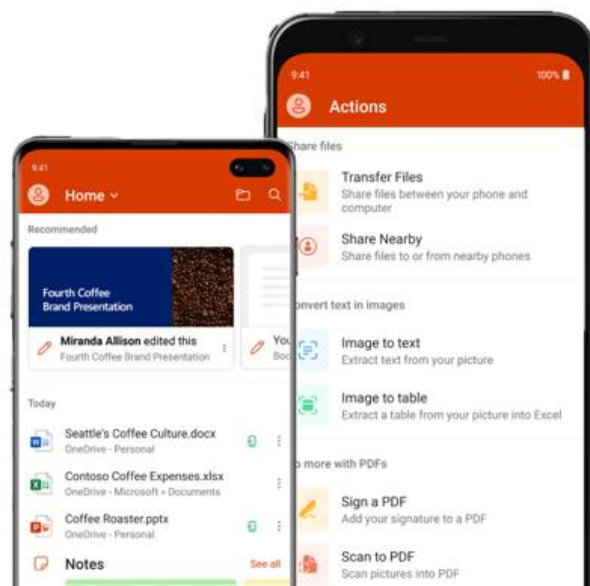 9:41
Home
Recommended
Fourth Coffee
Brand Presentation
Miranda Allison edited this
Fourth Coffee Brand Presentation
You
Boo
Today
Seattle's Coffee Culture.docx
OneDrive - Personal
Contoso Coffee Expenses.xlsx
OneDrive - Microsoft » Documents
Coffee Roaster.pptx
OneDrive - Personal
Notes
See all
9:41
100%
Actions
Share files
Transfer Files
Share files between your phone and
computer
Share Nearby
Share files to or from nearby phones
onvert text in images
Image to text
Extract text from your picture
Image to table
Extract a table from your picture into Excel
o more with PDFs
Sign a PDF
Add your signature to a PDF
Scan to PDF
Scan pictures into PDF